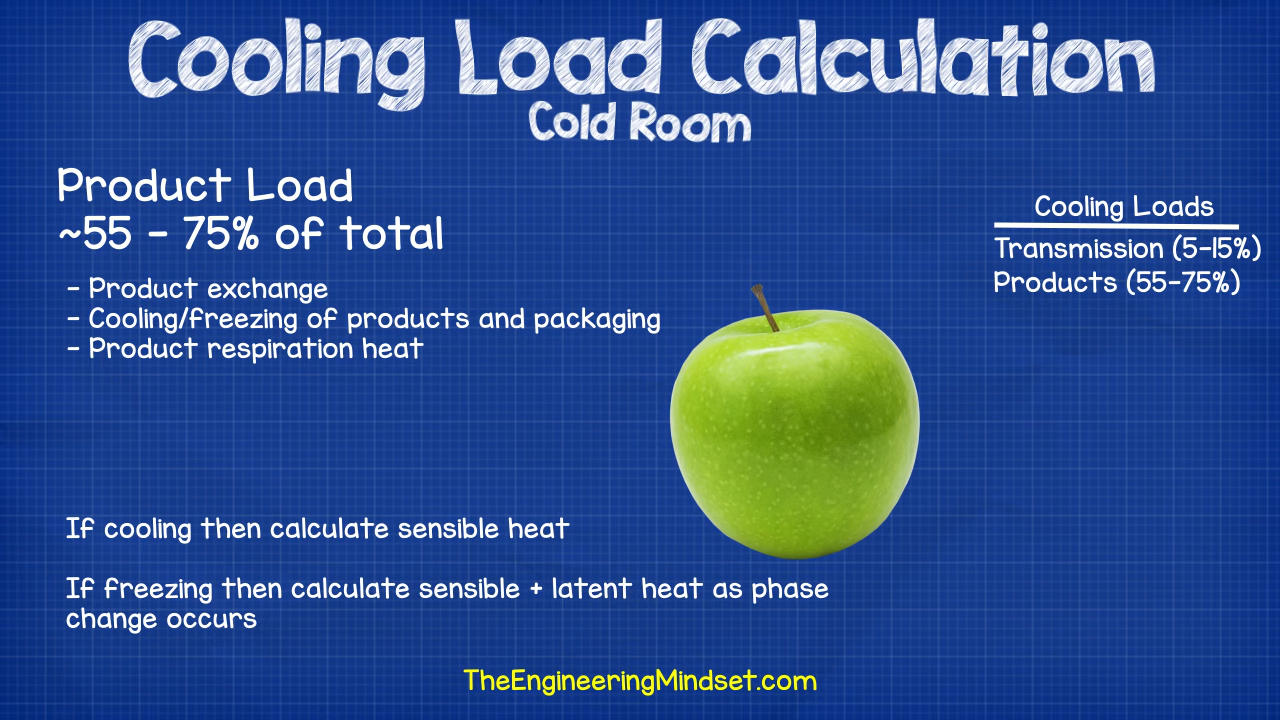 Cooling Load Calculation
Cold Room
Product Load
~55 - 75% of total
- Product exchange
- Cooling/freezing of products and packaging
- Product respiration heat
Cooling Loads
Transmission (5-15%)
Products (55-75%)
If cooling then calculate sensible heat
If freezing then calculate sensible + latent heat as phase
change occurs
TheEngineeringMindset.com